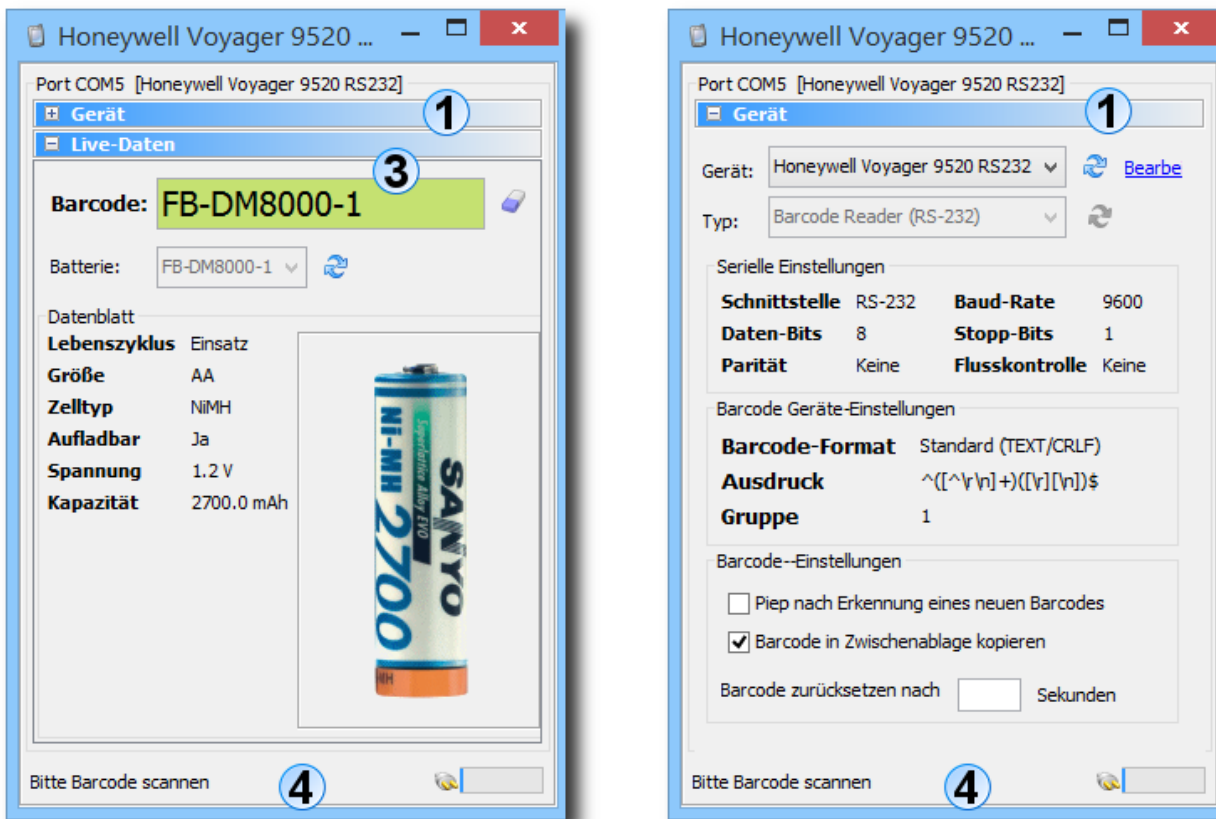 Honeywell Voyager 9520 ...
Port COM5 [Honeywell Voyager 9520 RS232]
Gerät
1
Live-Daten
3
Barcode: FB-DM8000-1
Batterie: FB-DM8000-1
Datenblatt
Lebenszyklus Einsatz
Größe AA
Zelltyp NiMH
Aufladbar Ja
Spannung 1.2 V
Kapazität 2700.0 mAh
SANYO
Superlattice Alloy EVO
Ni-MH 2700
MH
Bitte Barcode scannen
4
Honeywell Voyager 9520 ...
Port COM5 [Honeywell Voyager 9520 RS232]
Gerät
1
Gerät: Honeywell Voyager 9520 RS232 Bearbe
Typ: Barcode Reader (RS-232)
Serielle Einstellungen
Schnittstelle RS-232 Baud-Rate 9600
Daten-Bits 8 Stopp-Bits 1
Parität Keine Flusskontrolle Keine
Barcode Geräte-Einstellungen
Barcode-Format Standard (TEXT/CRLF)
Ausdruck ^([^\r\n]+)([\r][\n])$
Gruppe 1
Barcode--Einstellungen
Piep nach Erkennung eines neuen Barcodes
Barcode in Zwischenablage kopieren
Barcode zurücksetzen nach Sekunden
Bitte Barcode scannen
4